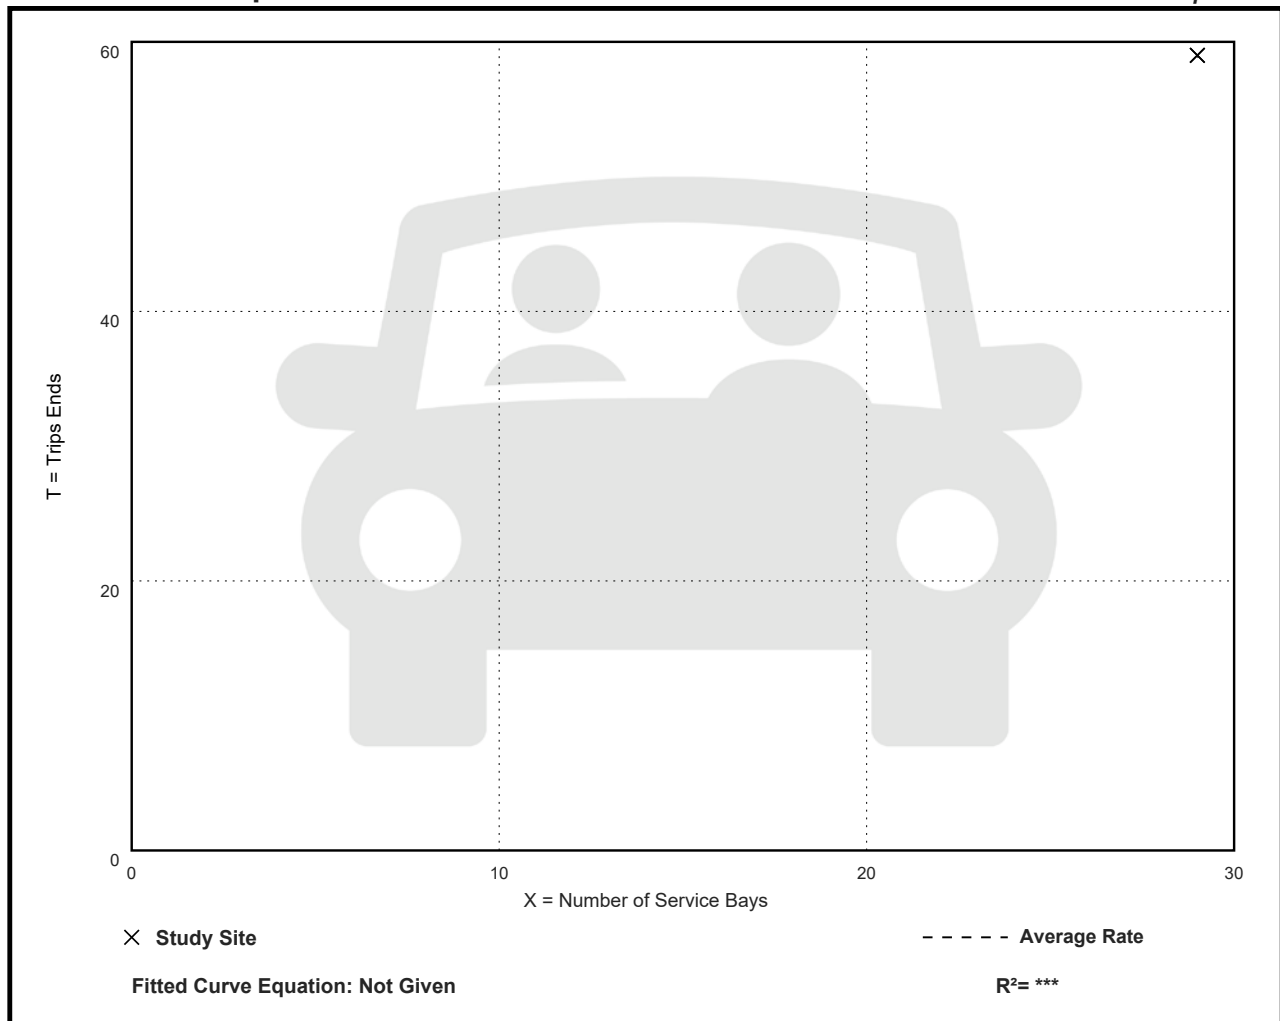 60
40
20
0
T = Trips Ends
0 10 20 30
X = Number of Service Bays
Study Site
Average Rate
Fitted Curve Equation: Not Given
R²= ***